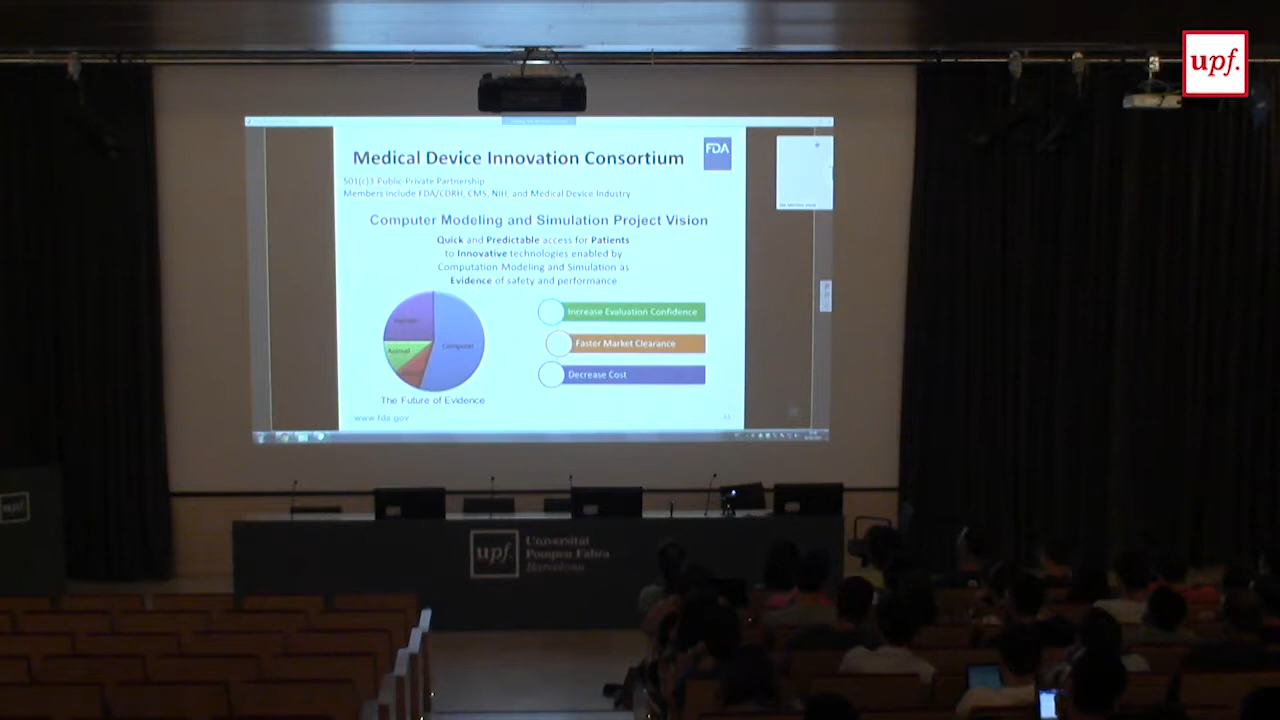 upf.
Medical Device Innovation Consortium
FDA
501(c)3 Public-Private Partnership
Members include FDA/CDRH, CMS, NIH, and Medical Device Industry
Computer Modeling and Simulation Project Vision
Quick and Predictable access for Patients
to Innovative technologies enabled by
Computation Modeling and Simulation as
Evidence of safety and performance
Increase Evaluation Confidence
Faster Market Clearance
Decrease Cost
Human
Animal
Computer
The Future of Evidence
www.fda.gov
upf.
upf.
Universitat
Pompeu Fabra
Barcelona